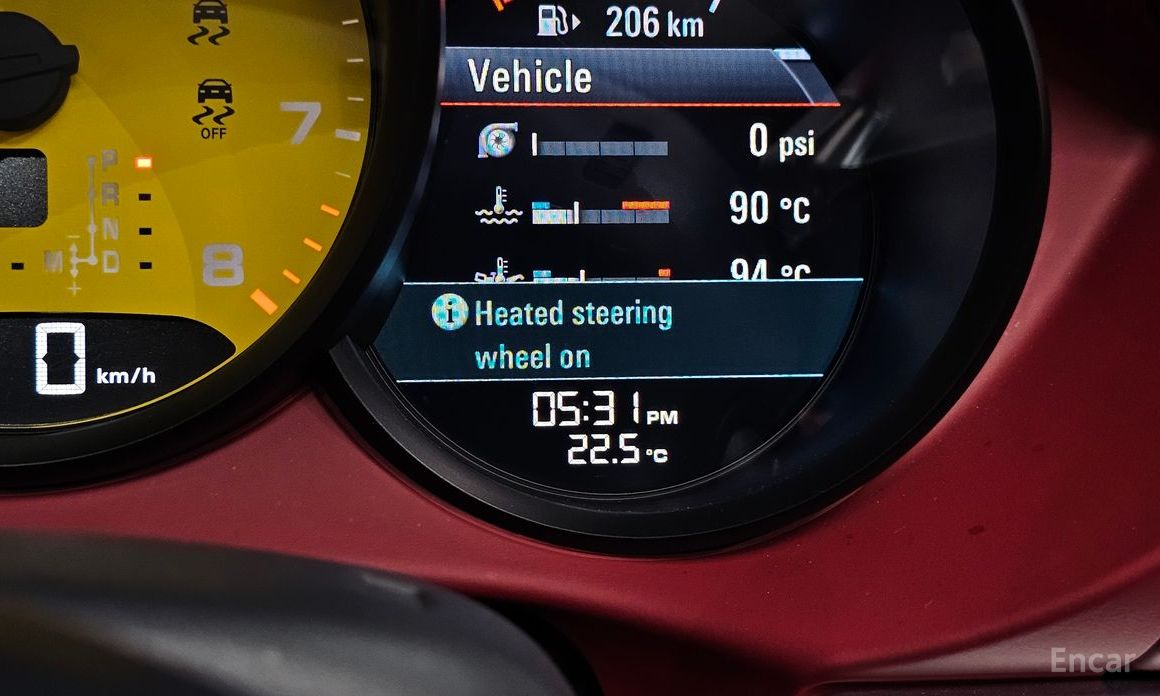 206 km
Vehicle
0 psi
90 °C
94 °C
Heated steering
wheel on
05:31 PM
22.5 °C
OFF
7
8
P
R
N
M D
- 
+
0 km/h
Encar